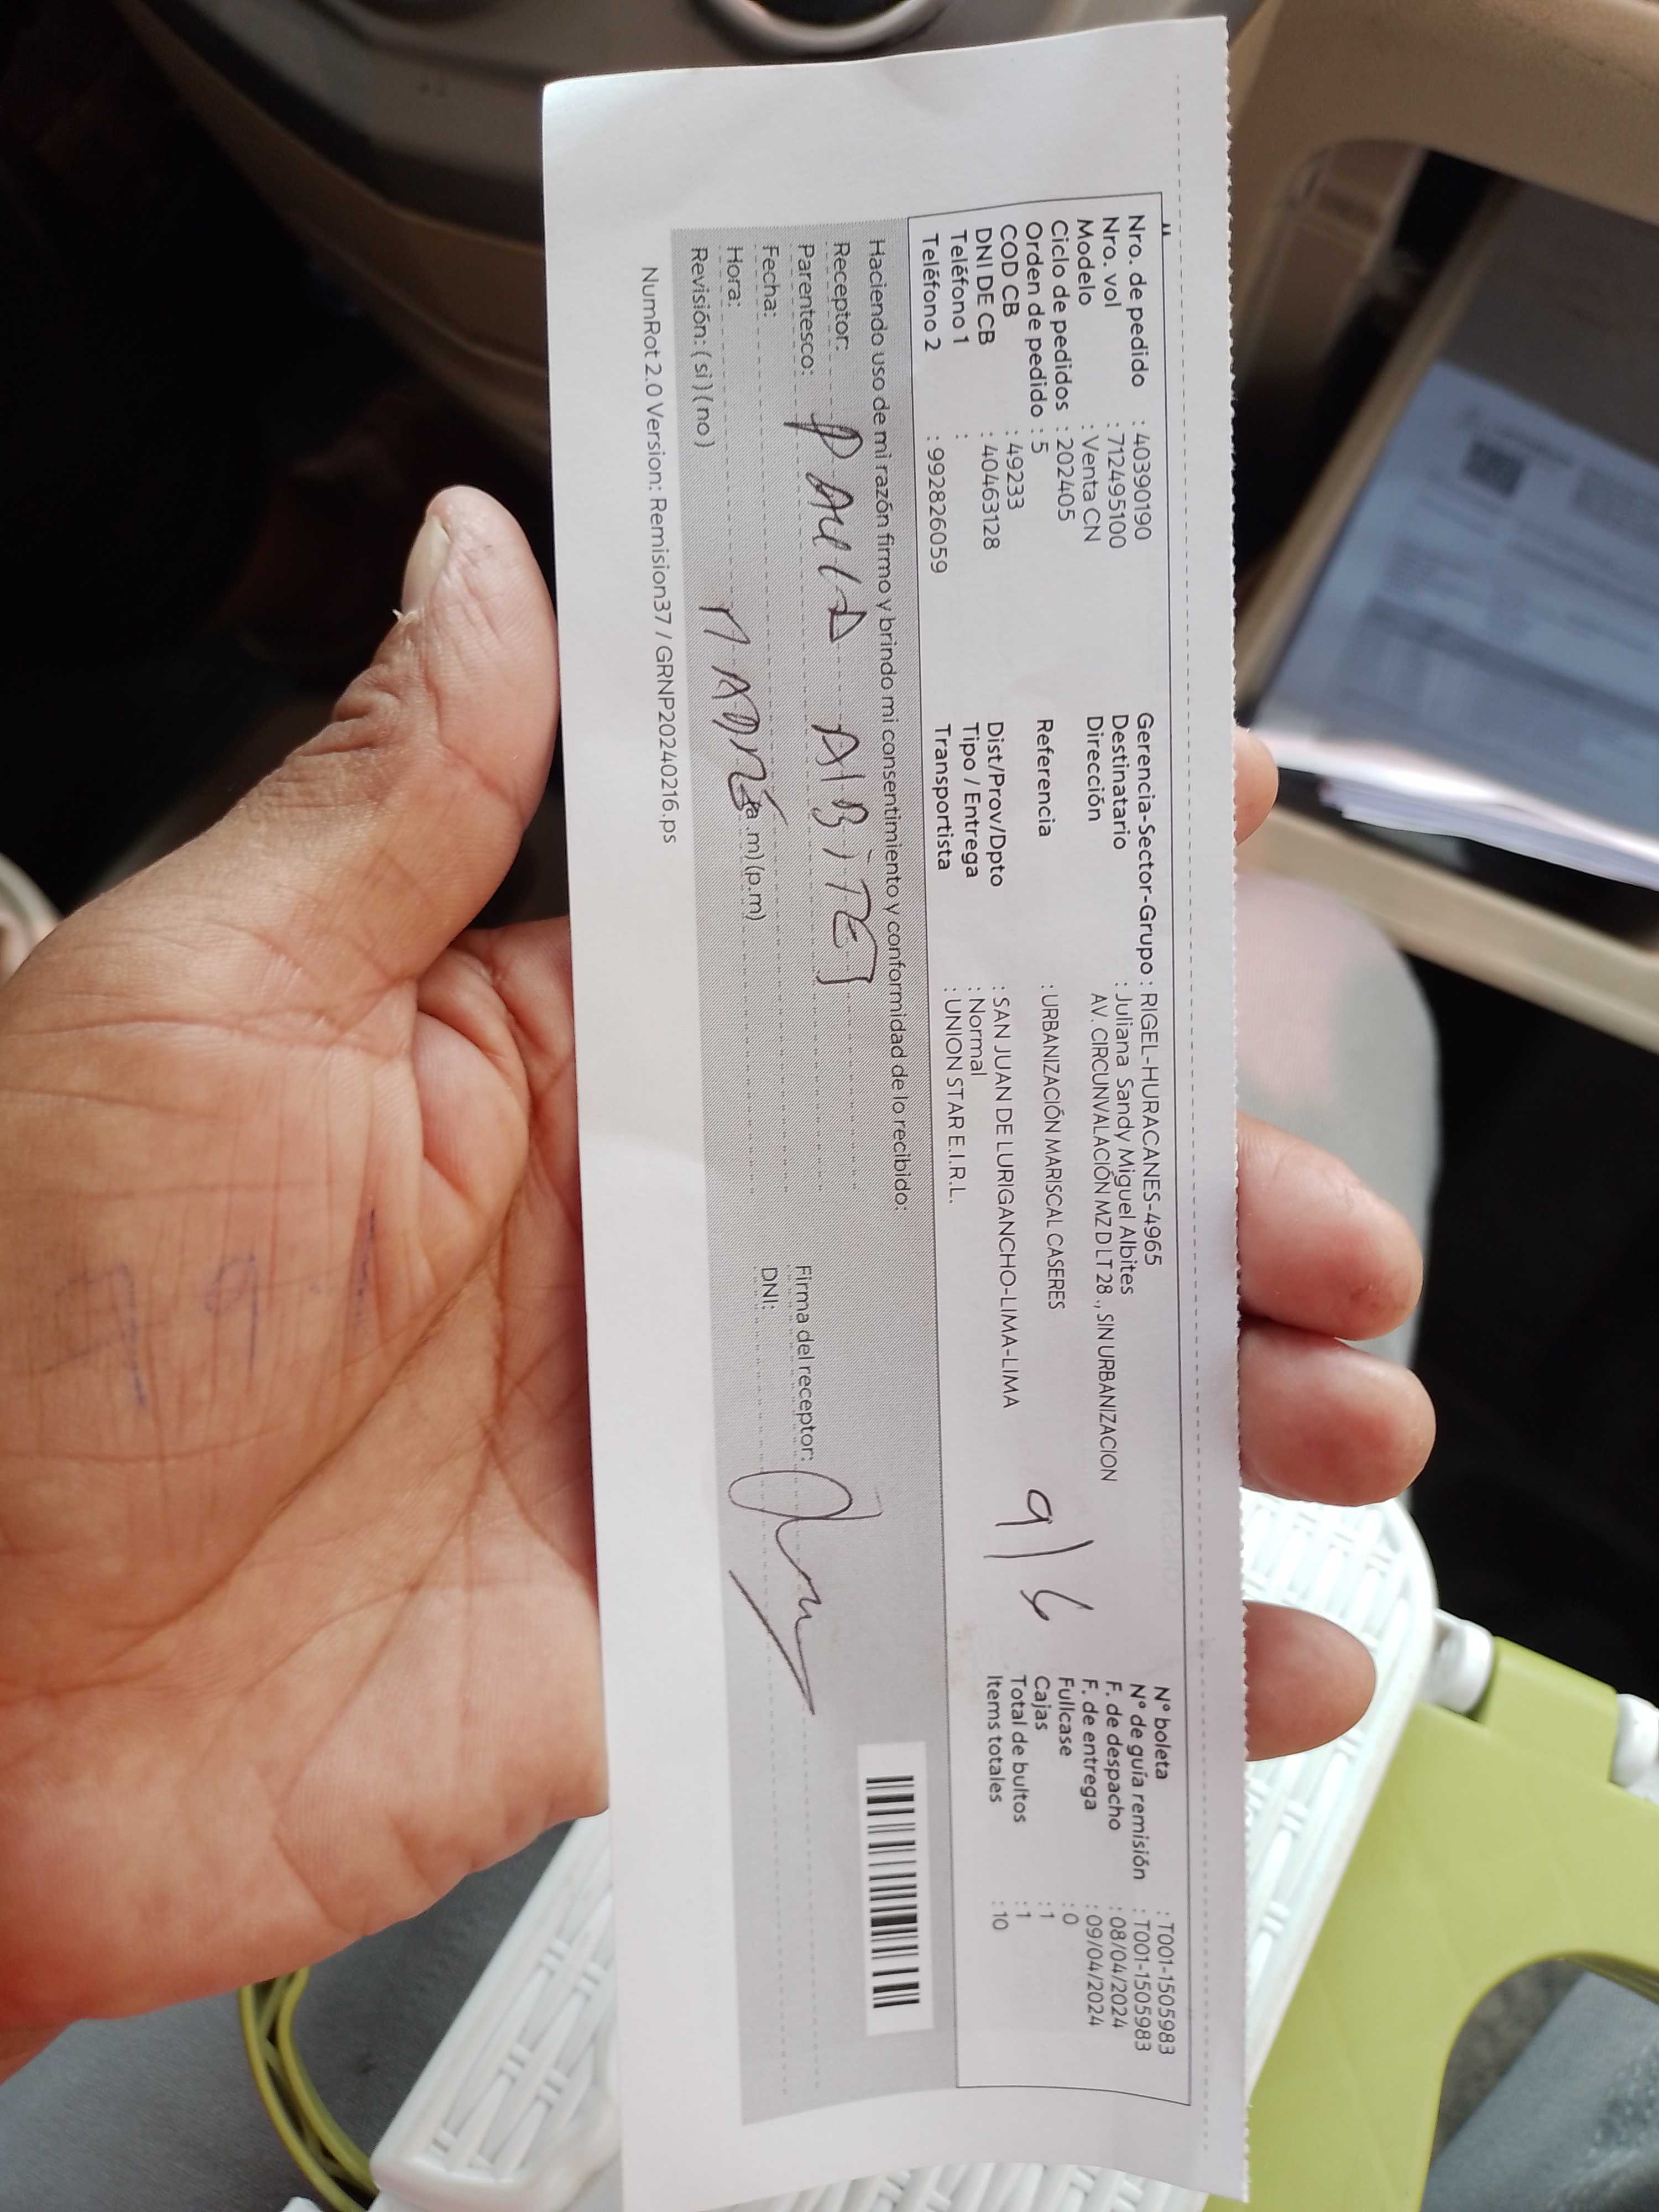 Nro. de pedido : 40390190
Nro. vol : 712495100
Modelo : Venta CN
Ciclo de pedidos : 202405
Orden de pedido : 5
COD CB : 49233
DNI DE CB : 40463128
Teléfono 1 :
Teléfono 2 : 992826059
Gerencia-Sector-Grupo : RIGEL-HURACANES-4965
Destinatario : Juliana Sandy Miguel Albites
Dirección AV. CIRCUNVALACIÓN MZ D LT 28 ., SIN URBANIZACION
Referencia : URBANIZACIÓN MARISCAL CASERES
Dist/Prov/Dpto : SAN JUAN DE LURIGANCHO-LIMA-LIMA
Tipo / Entrega : Normal
Transportista : UNION STAR E.I.R.L.
N° boleta : T001-1505983
N° de guía remisión : T001-1505983
F. de despacho : 08/04/2024
F. de entrega : 09/04/2024
Fullcase : 0
Cajas : 1
Total de bultos : 1
Items totales : 10
Haciendo uso de mi razón firmo y brindo mi consentimiento y conformidad de lo recibido:
Receptor: PAULA ALBITES
Parentesco:
Fecha:
Hora: MADRE (a.m) (p.m)
Revisión: (si) (no)
Firma del receptor:
DNI:
NumRot 2.0 Version: Remision37 / GRNP20240216.ps